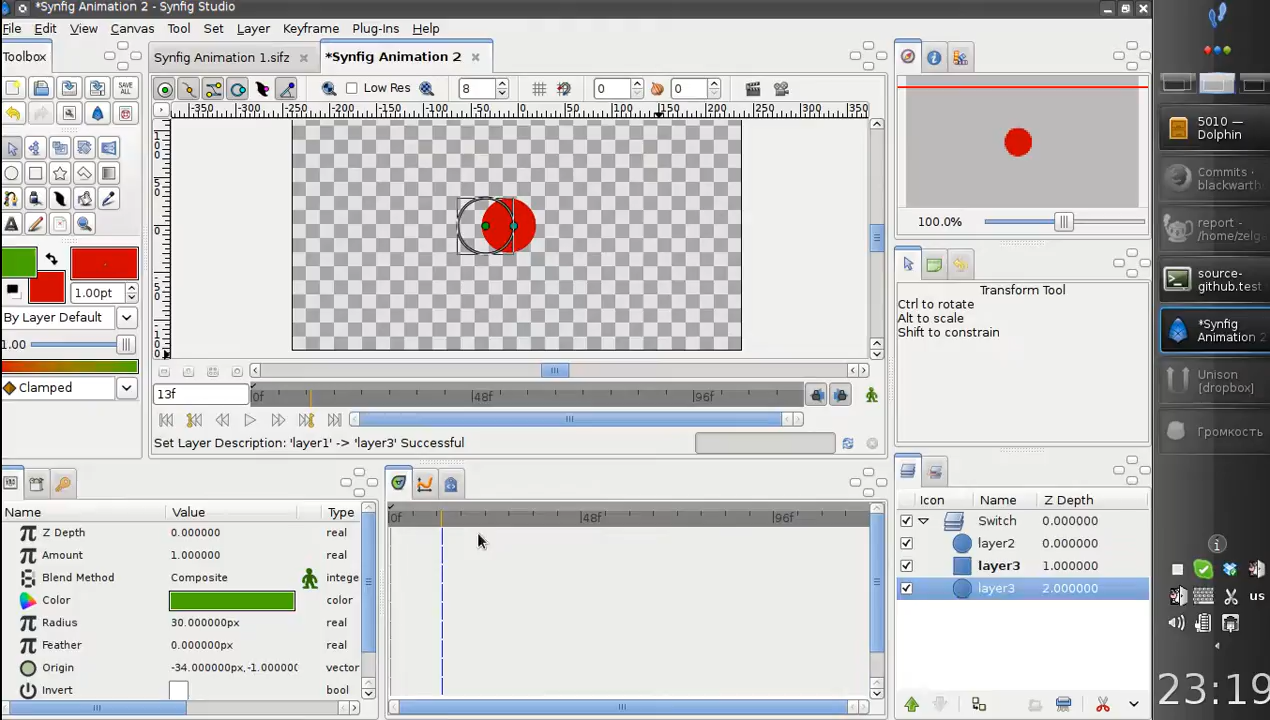 *Synfig Animation 2 - Synfig Studio
File Edit View Canvas Tool Set Layer Keyframe Plug-Ins Help
Toolbox
Synfig Animation 1.sifz
*Synfig Animation 2
SAVE ALL
Low Res
8
0
0
-350 -300 -250 -200 -150 -100 -50 0 50 100 150 200 250 300 350
100.0%
1.00pt
By Layer Default
1.00
Clamped
13f
0f 48f 96f
Set Layer Description: 'layer1' -> 'layer3' Successful
Transform Tool
Ctrl to rotate
Alt to scale
Shift to constrain
Name Value Type
Z Depth 0.000000 real
Amount 1.000000 real
Blend Method Composite intege
Color color
Radius 30.000000px real
Feather 0.000000px real
Origin -34.000000px,-1.000000 vector
Invert bool
0f 48f 96f
Icon Name Z Depth
Switch 0.000000
layer2 0.000000
layer3 1.000000
layer3 2.000000
5010 —
Dolphin
Commits ·
blackwarth
report -
/home/zelg
source-
github.test
*Synfig
Animation 2
Unison
[dropbox]
Громкость
us
23:19